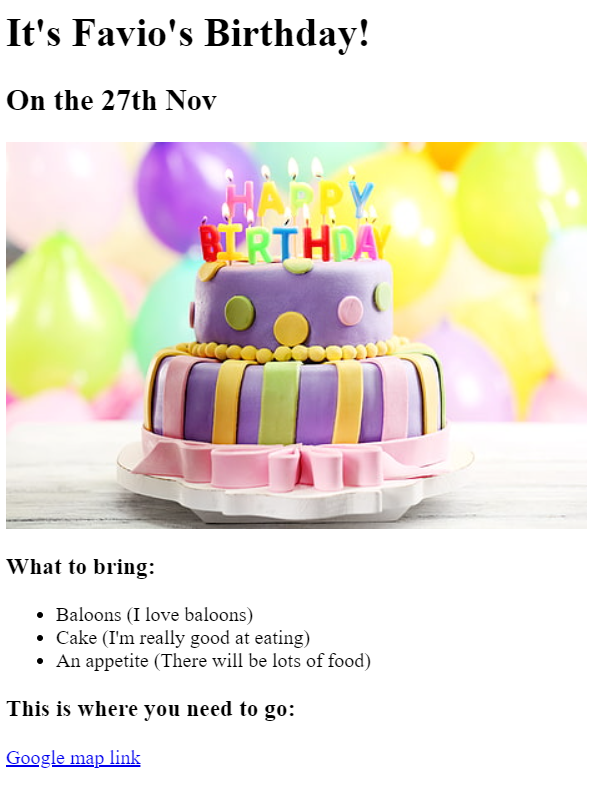 It's Favio's Birthday!
On the 27th Nov
HAPPY
BIRTHDAY
What to bring:
Baloons (I love baloons)
Cake (I'm really good at eating)
An appetite (There will be lots of food)
This is where you need to go:
Google map link